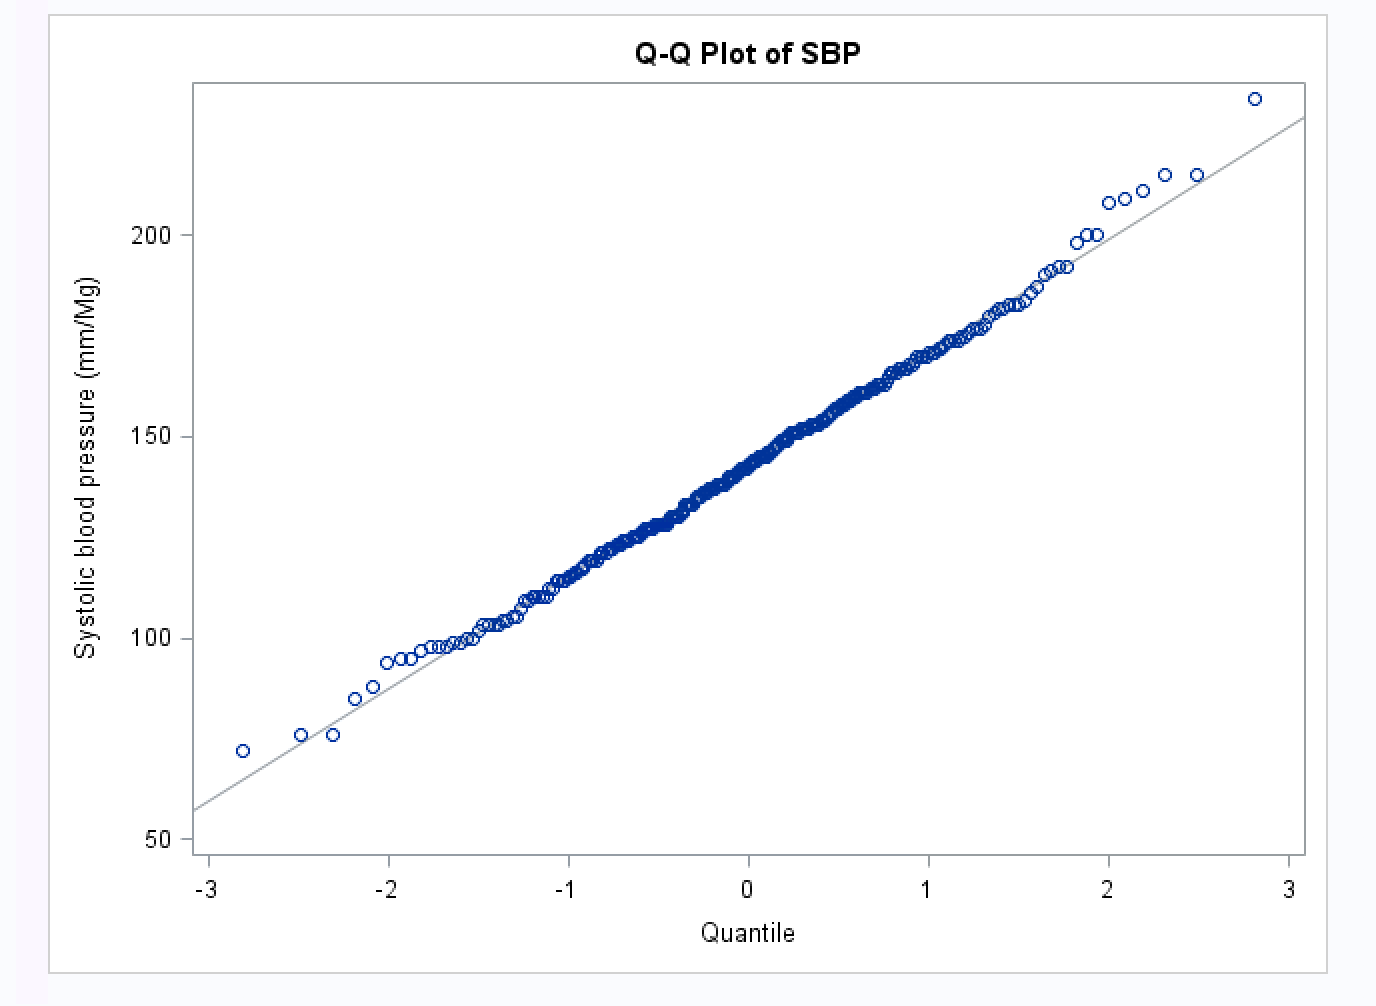 Q-Q Plot of SBP
200
150
100
50
Systolic blood pressure (mm/Mg)
-3 -2 -1 0 1 2 3
Quantile